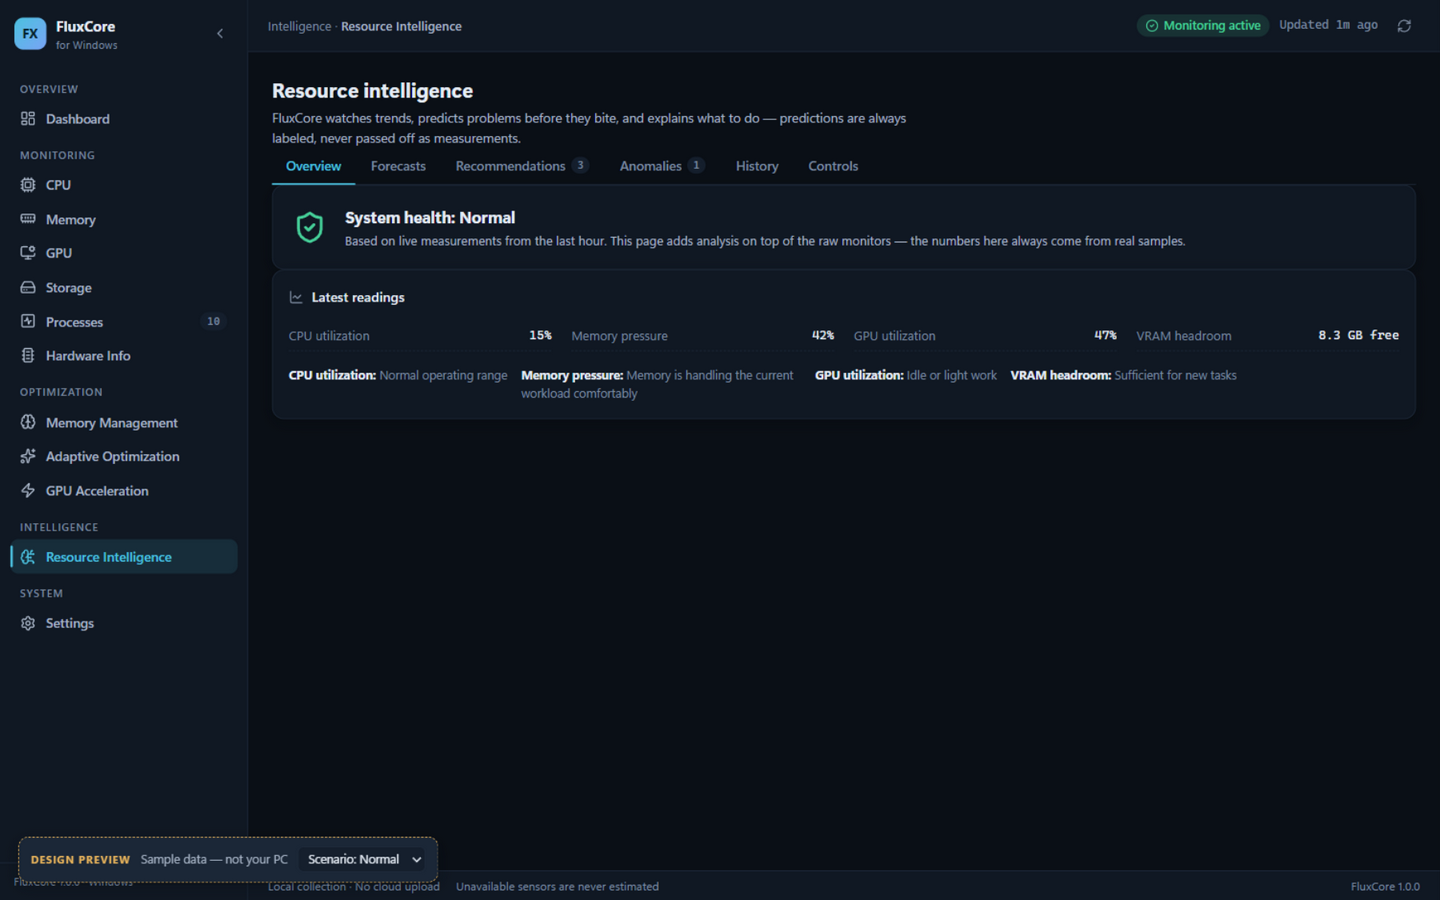 FX
FluxCore
for Windows
OVERVIEW
Dashboard
MONITORING
CPU
Memory
GPU
Storage
Processes 10
Hardware Info
OPTIMIZATION
Memory Management
Adaptive Optimization
GPU Acceleration
INTELLIGENCE
Resource Intelligence
SYSTEM
Settings
Intelligence · Resource Intelligence
Monitoring active
Updated 1m ago
Resource intelligence
FluxCore watches trends, predicts problems before they bite, and explains what to do — predictions are always
labeled, never passed off as measurements.
Overview Forecasts Recommendations 3 Anomalies 1 History Controls
System health: Normal
Based on live measurements from the last hour. This page adds analysis on top of the raw monitors — the numbers here always come from real samples.
Latest readings
CPU utilization 15% Memory pressure 42% GPU utilization 47% VRAM headroom 8.3 GB free
CPU utilization: Normal operating range
Memory pressure: Memory is handling the current
workload comfortably
GPU utilization: Idle or light work
VRAM headroom: Sufficient for new tasks
DESIGN PREVIEW Sample data — not your PC Scenario: Normal
FluxCore 1.0.0 · Windows
Local collection · No cloud upload Unavailable sensors are never estimated
FluxCore 1.0.0